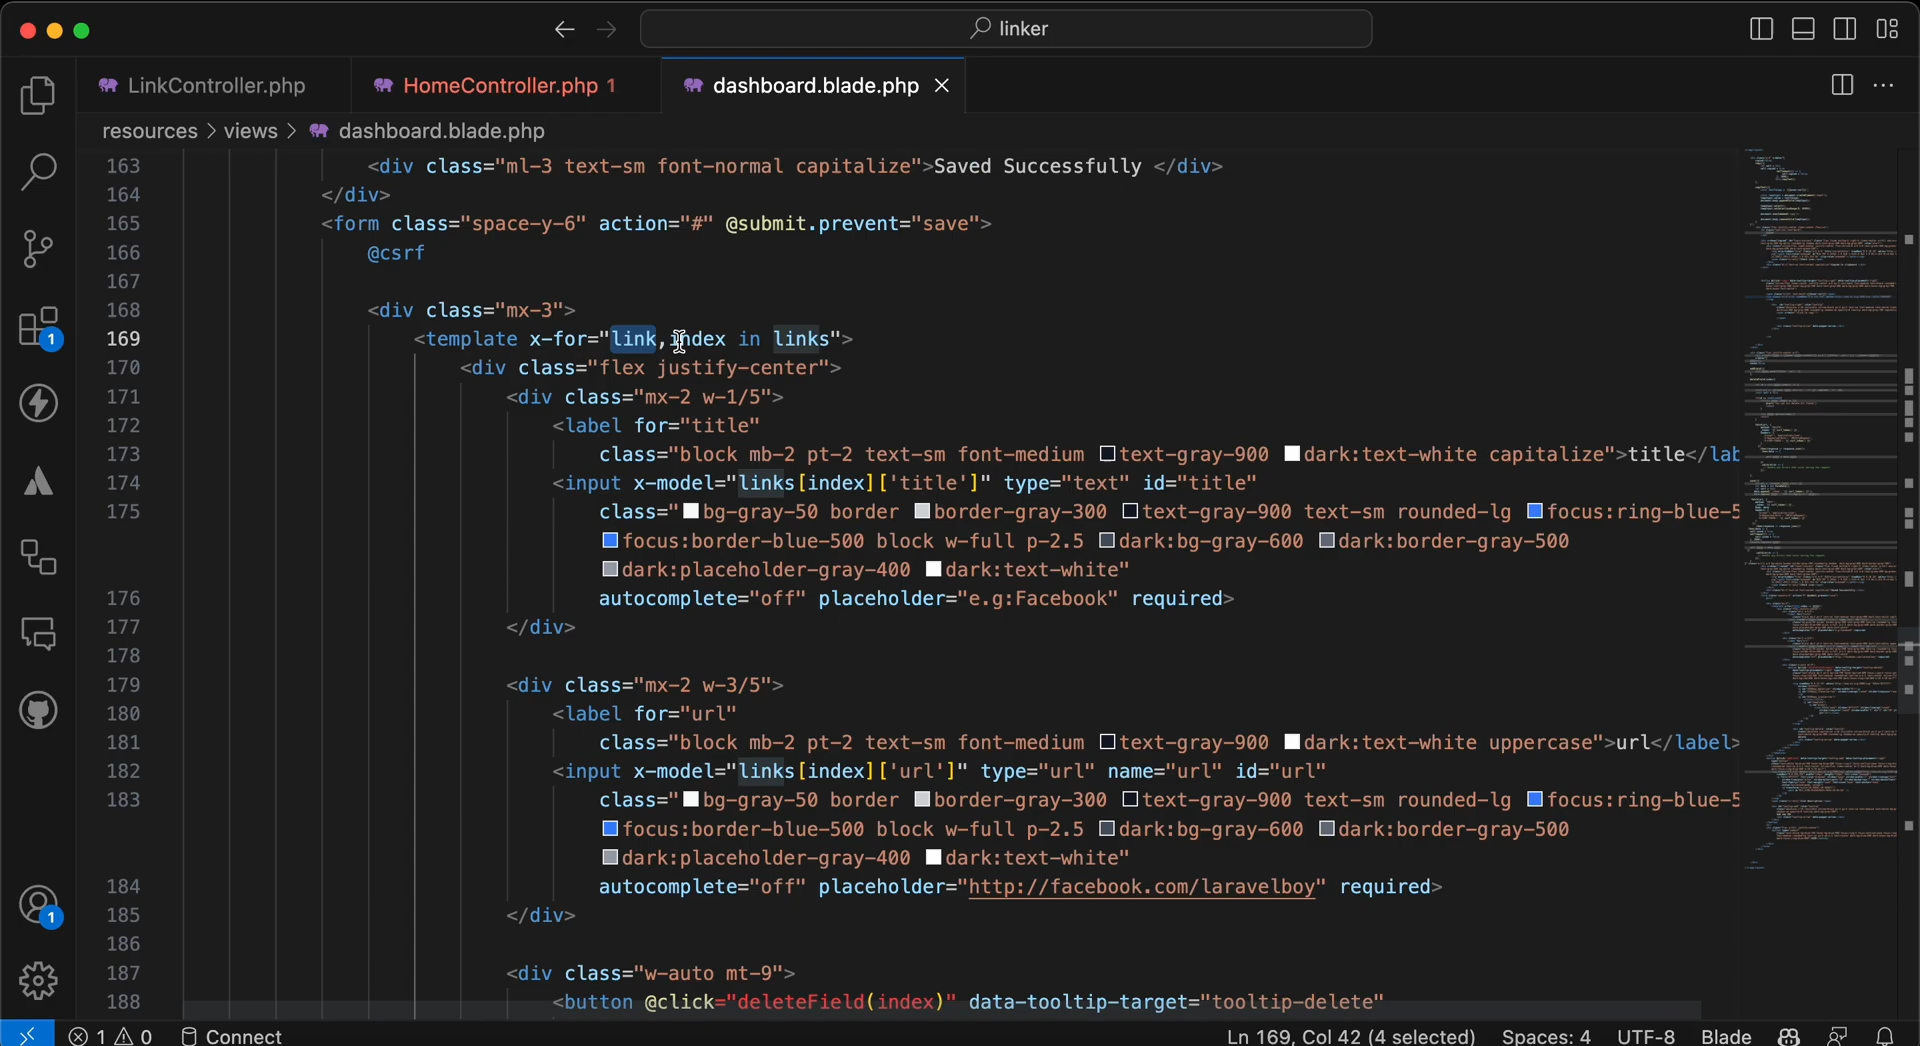 linker
LinkController.php
HomeController.php 1
dashboard.blade.php
resources > views > dashboard.blade.php
163 <div class="ml-3 text-sm font-normal capitalize">Saved Successfully </div>
164 </div>
165 <form class="space-y-6" action="#" @submit.prevent="save">
166 @csrf
167
168 <div class="mx-3">
169 <template x-for="link,index in links">
170 <div class="flex justify-center">
171 <div class="mx-2 w-1/5">
172 <label for="title"
173 class="block mb-2 pt-2 text-sm font-medium text-gray-900 dark:text-white capitalize">title</lab
174 <input x-model="links[index]['title']" type="text" id="title"
175 class="bg-gray-50 border border-gray-300 text-gray-900 text-sm rounded-lg focus:ring-blue-5
focus:border-blue-500 block w-full p-2.5 dark:bg-gray-600 dark:border-gray-500
dark:placeholder-gray-400 dark:text-white"
176 autocomplete="off" placeholder="e.g:Facebook" required>
177 </div>
178
179 <div class="mx-2 w-3/5">
180 <label for="url"
181 class="block mb-2 pt-2 text-sm font-medium text-gray-900 dark:text-white uppercase">url</label>
182 <input x-model="links[index]['url']" type="url" name="url" id="url"
183 class="bg-gray-50 border border-gray-300 text-gray-900 text-sm rounded-lg focus:ring-blue-5
focus:border-blue-500 block w-full p-2.5 dark:bg-gray-600 dark:border-gray-500
dark:placeholder-gray-400 dark:text-white"
184 autocomplete="off" placeholder="http://facebook.com/laravelboy" required>
185 </div>
186
187 <div class="w-auto mt-9">
188 <button @click="deleteField(index)" data-tooltip-target="tooltip-delete"
1
1
1 0 Connect
Ln 169, Col 42 (4 selected) Spaces: 4 UTF-8 Blade